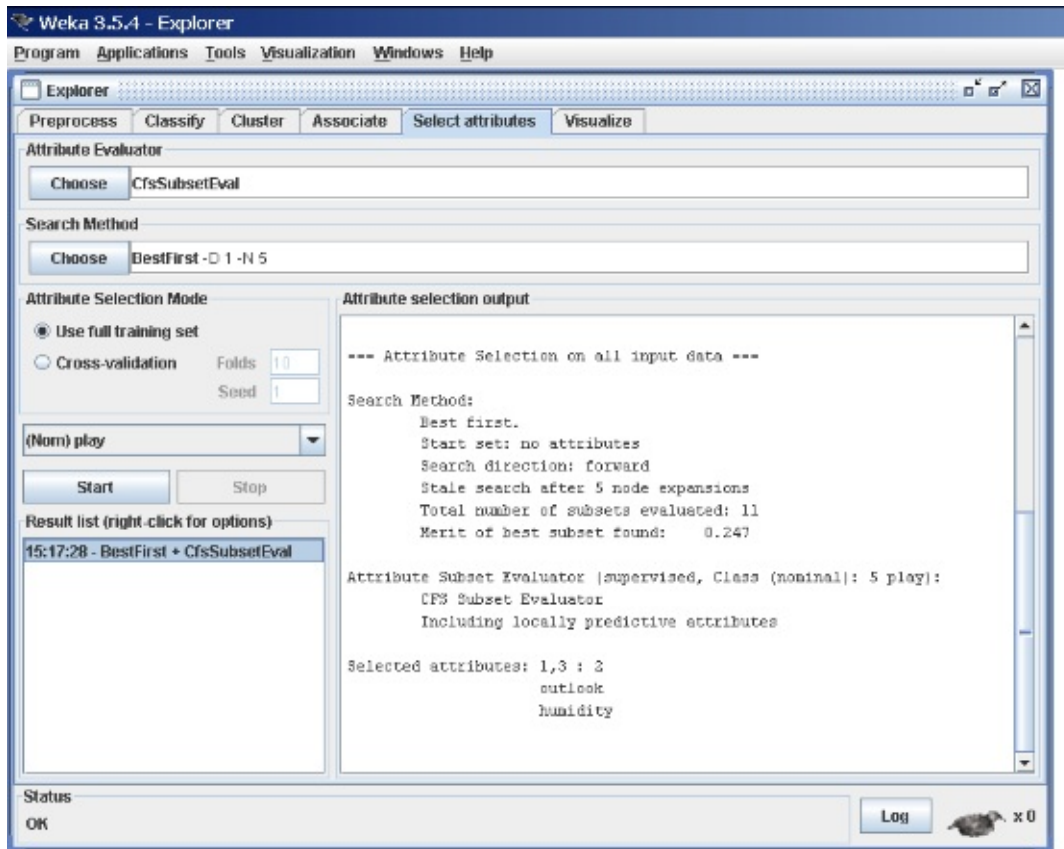 Weka 3.5.4 - Explorer
Program Applications Tools Visualization Windows Help
Explorer
Preprocess Classify Cluster Associate Select attributes Visualize
Attribute Evaluator
Choose CfsSubsetEval
Search Method
Choose BestFirst -D 1 -N 5
Attribute Selection Mode
Use full training set
Cross-validation Folds 10
Seed 1
(Nom) play
Start Stop
Result list (right-click for options)
15:17:28 - BestFirst + CfsSubsetEval
Attribute selection output
=== Attribute Selection on all input data ===
Search Method:
Best first.
Start set: no attributes
Search direction: forward
Stale search after 5 node expansions
Total number of subsets evaluated: 11
Merit of best subset found: 0.247
Attribute Subset Evaluator (supervised, Class (nominal): 5 play):
CFS Subset Evaluator
Including locally predictive attributes
Selected attributes: 1,3 : 2
outlook
humidity
Status
OK
Log x 0